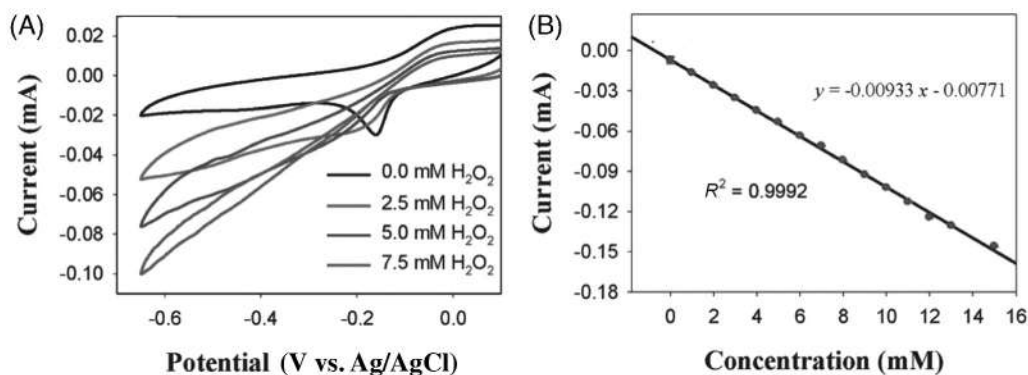 (A)
Current (mA)
0.02
0.00
-0.02
-0.04
-0.06
-0.08
-0.10
0.0 mM H₂O₂
2.5 mM H₂O₂
5.0 mM H₂O₂
7.5 mM H₂O₂
-0.6
-0.4
-0.2
0.0
Potential (V vs. Ag/AgCl)
(B)
Current (mA)
0.00
-0.03
-0.06
-0.09
-0.12
-0.15
-0.18
y = -0.00933 x - 0.00771
R² = 0.9992
0 2 4 6 8 10 12 14 16
Concentration (mM)